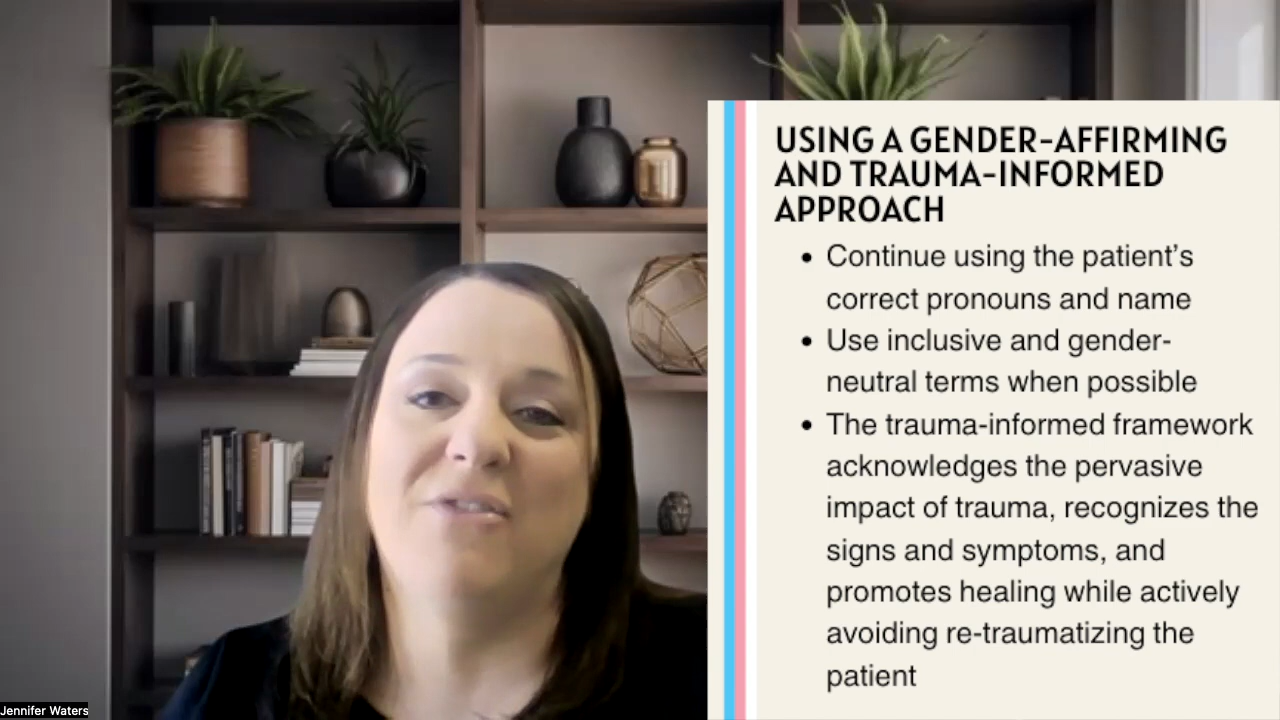 USING A GENDER-AFFIRMING
AND TRAUMA-INFORMED
APPROACH
• Continue using the patient's
correct pronouns and name
• Use inclusive and gender-
neutral terms when possible
• The trauma-informed framework
acknowledges the pervasive
impact of trauma, recognizes the
signs and symptoms, and
promotes healing while actively
avoiding re-traumatizing the
patient
Jennifer Waters